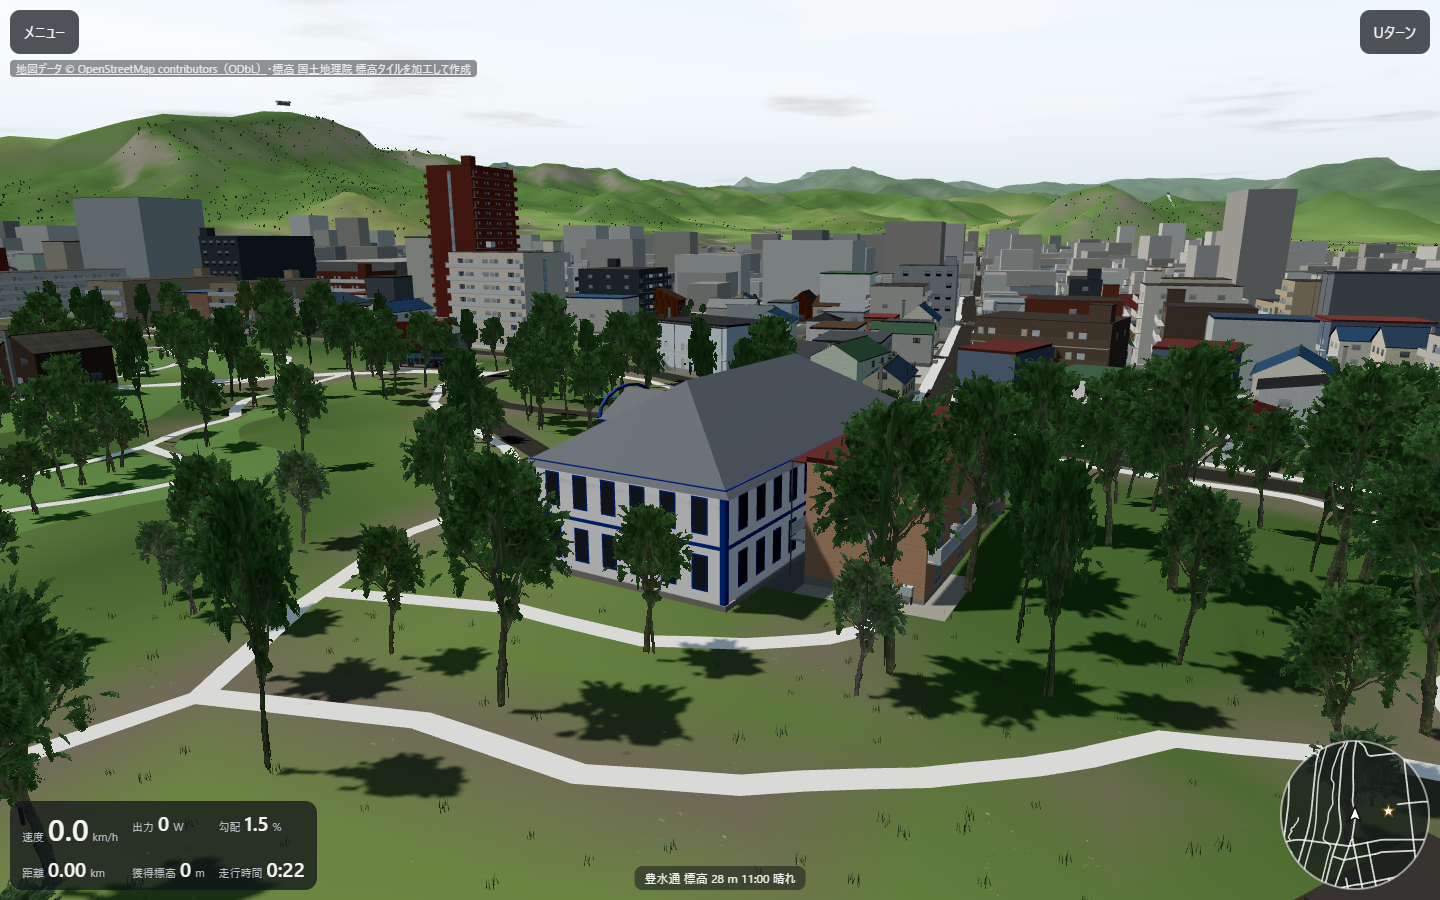 メニュー
Uターン
地図データ © OpenStreetMap contributors（ODbL）・標高 国土地理院 標高タイルを加工して作成
速度 0.0 km/h 出力 0 W 勾配 1.5 %
距離 0.00 km 獲得標高 0 m 走行時間 0:22
豊水通 標高 28 m 11:00 晴れ